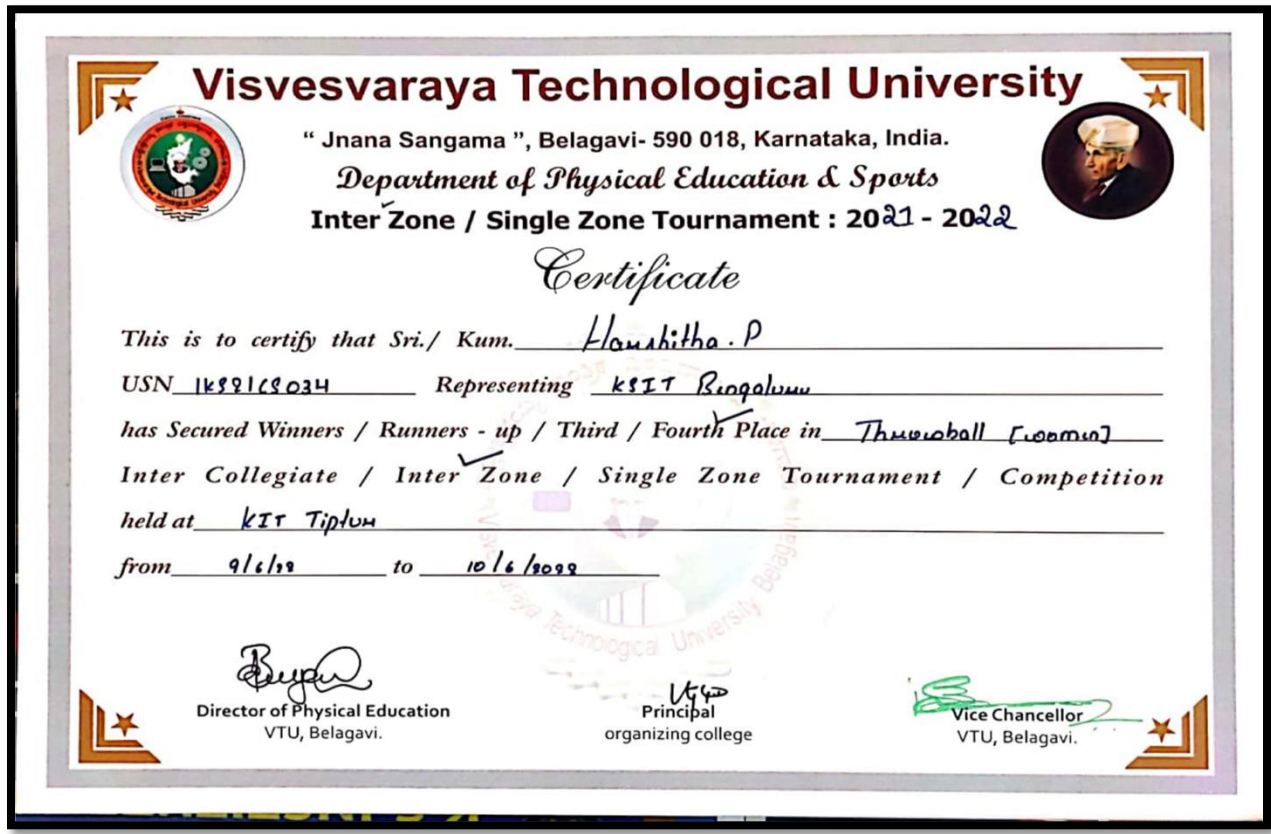 Visvesvaraya Technological University
“ Jnana Sangama ”, Belagavi- 590 018, Karnataka, India.
Department of Physical Education & Sports
Inter Zone / Single Zone Tournament : 2021 - 2022
Certificate
This is to certify that Sri./ Kum. Harshitha . P
USN 1KS21CS034 Representing KSIT Bengaluru
has Secured Winners / Runners - up / Third / Fourth Place in Throwball [women]
Inter Collegiate / Inter Zone / Single Zone Tournament / Competition
held at KIT Tiptur
from 9/6/22 to 10/6/2022
Director of Physical Education
VTU, Belagavi.
Principal
organizing college
Vice Chancellor
VTU, Belagavi.